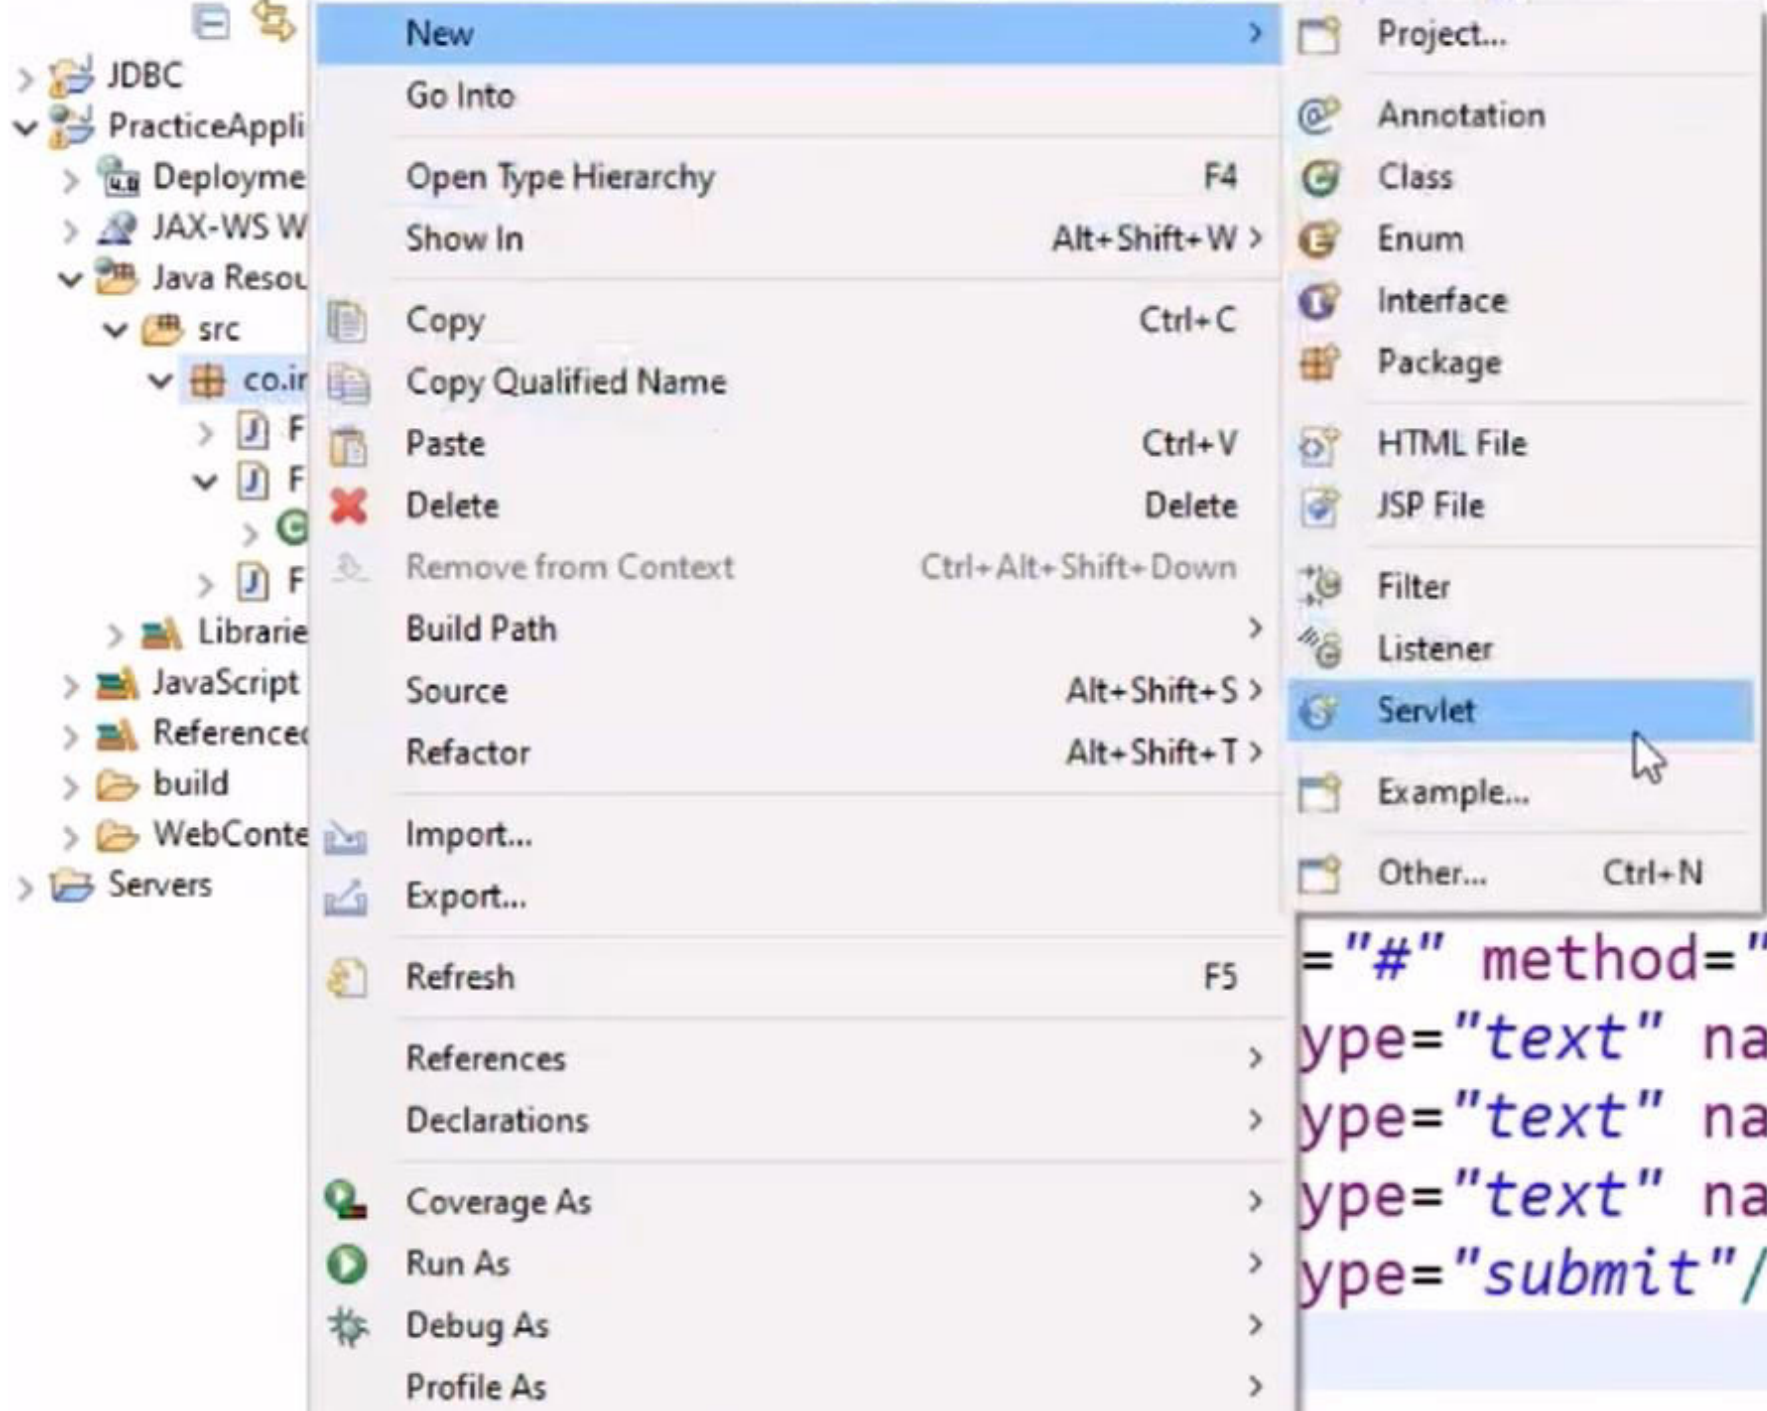 JDBC
PracticeAppli
Deployme
JAX-WS W
Java Resou
src
co.in
F
F
F
Librarie
JavaScript
Referenced
build
WebConte
Servers
New
Go Into
Open Type Hierarchy F4
Show In Alt+Shift+W
Copy Ctrl+C
Copy Qualified Name
Paste Ctrl+V
Delete Delete
Remove from Context Ctrl+Alt+Shift+Down
Build Path
Source Alt+Shift+S
Refactor Alt+Shift+T
Import...
Export...
Refresh F5
References
Declarations
Coverage As
Run As
Debug As
Profile As
Project...
Annotation
Class
Enum
Interface
Package
HTML File
JSP File
Filter
Listener
Servlet
Example...
Other... Ctrl+N
="#" method="
ype="text" na
ype="text" na
ype="text" na
ype="submit"/